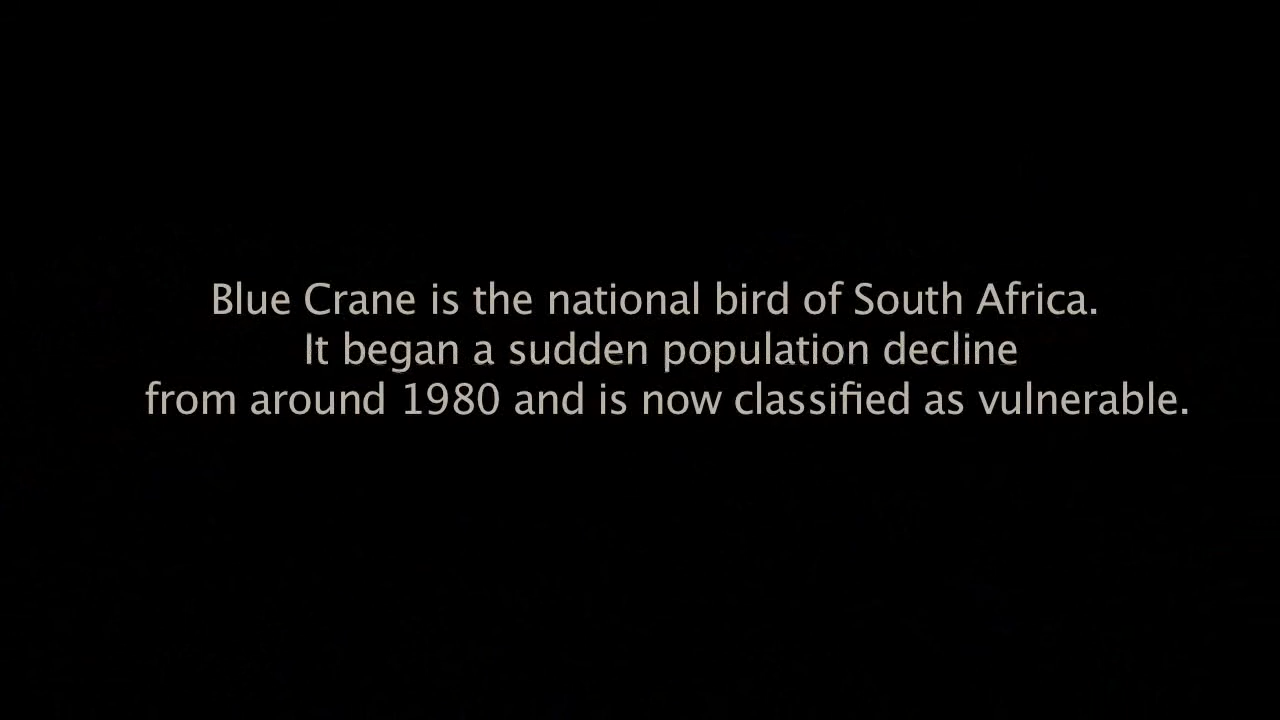 Blue Crane is the national bird of South Africa.
It began a sudden population decline
from around 1980 and is now classified as vulnerable.